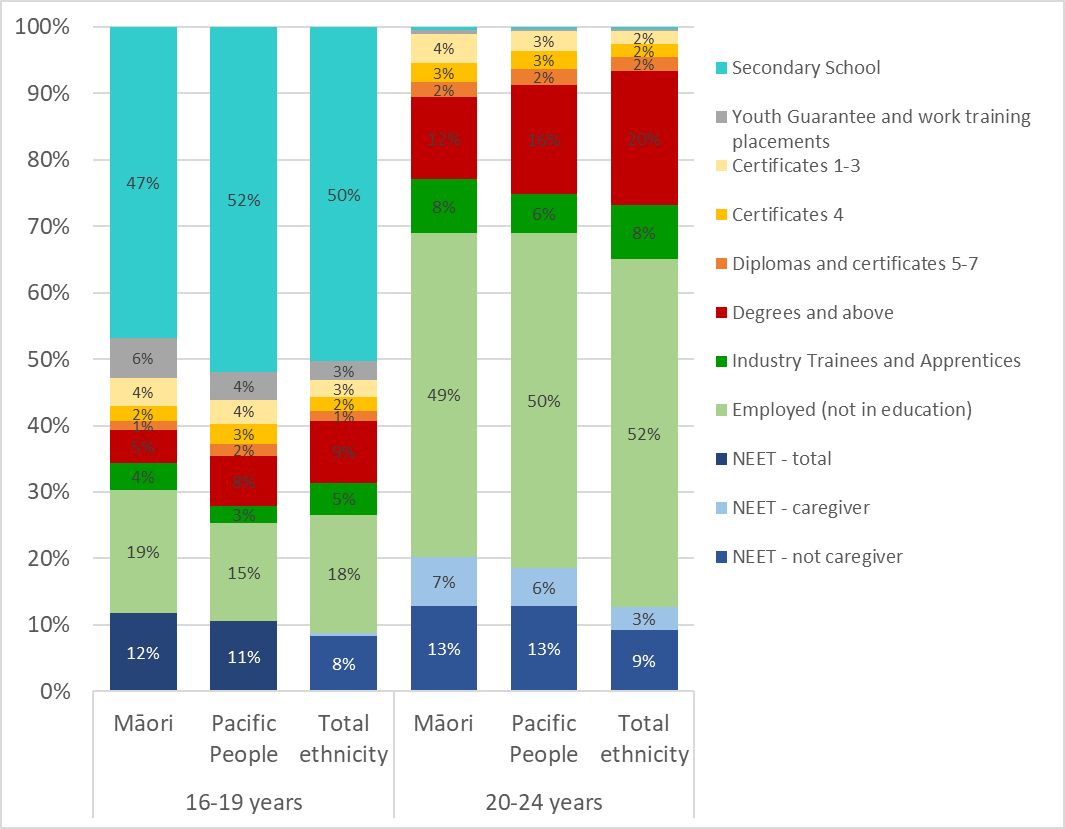 100%
90%
80%
70%
60%
50%
40%
30%
20%
10%
0%
47%
6%
4%
2%
1%
5%
4%
19%
12%
52%
4%
4%
3%
2%
8%
3%
15%
11%
50%
3%
3%
2%
1%
9%
5%
18%
8%
4%
3%
2%
12%
8%
49%
7%
13%
3%
3%
2%
16%
6%
50%
6%
13%
2%
2%
2%
20%
8%
52%
3%
9%
Māori
Pacific
People
Total
ethnicity
Māori
Pacific
People
Total
ethnicity
16-19 years
20-24 years
Secondary School
Youth Guarantee and work training
placements
Certificates 1-3
Certificates 4
Diplomas and certificates 5-7
Degrees and above
Industry Trainees and Apprentices
Employed (not in education)
NEET - total
NEET - caregiver
NEET - not caregiver